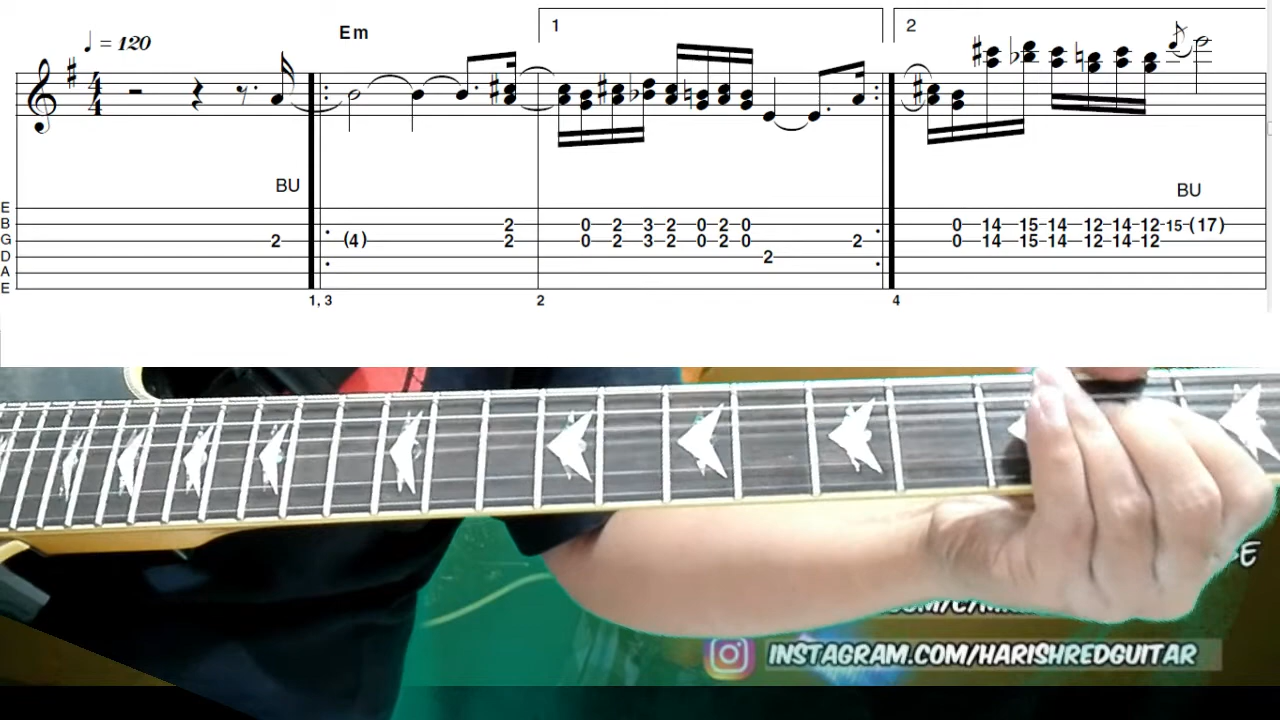 1
2
♩ = 120
Em
BU
BU
E
B 2 0 2 3 2 0 2 0 0 14 15 14 12 14 12 15 (17)
G 2 (4) 2 0 2 3 2 0 2 0 2 0 14 15 14 12 14 12
D 2
A
E
1, 3 2 4
E
INSTAGRAM.COM/HARISHREDGUITAR